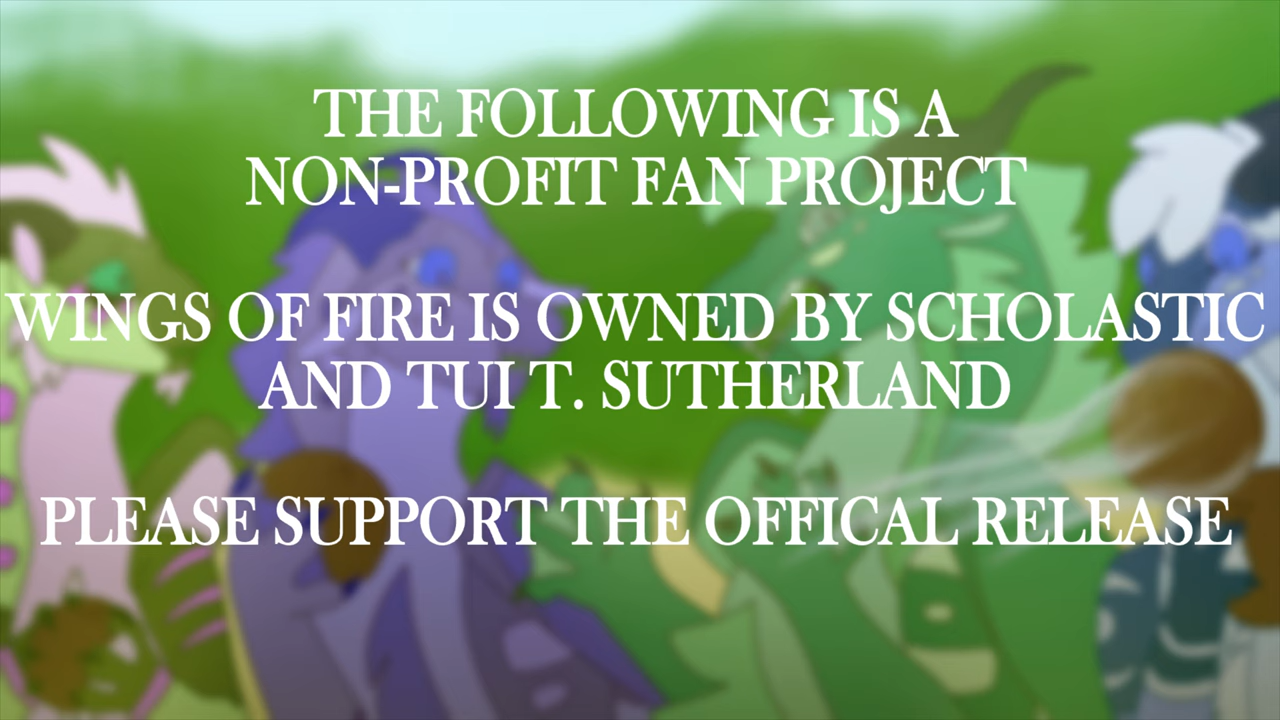 THE FOLLOWING IS A
NON-PROFIT FAN PROJECT
WINGS OF FIRE IS OWNED BY SCHOLASTIC
AND TUI T. SUTHERLAND
PLEASE SUPPORT THE OFFICAL RELEASE